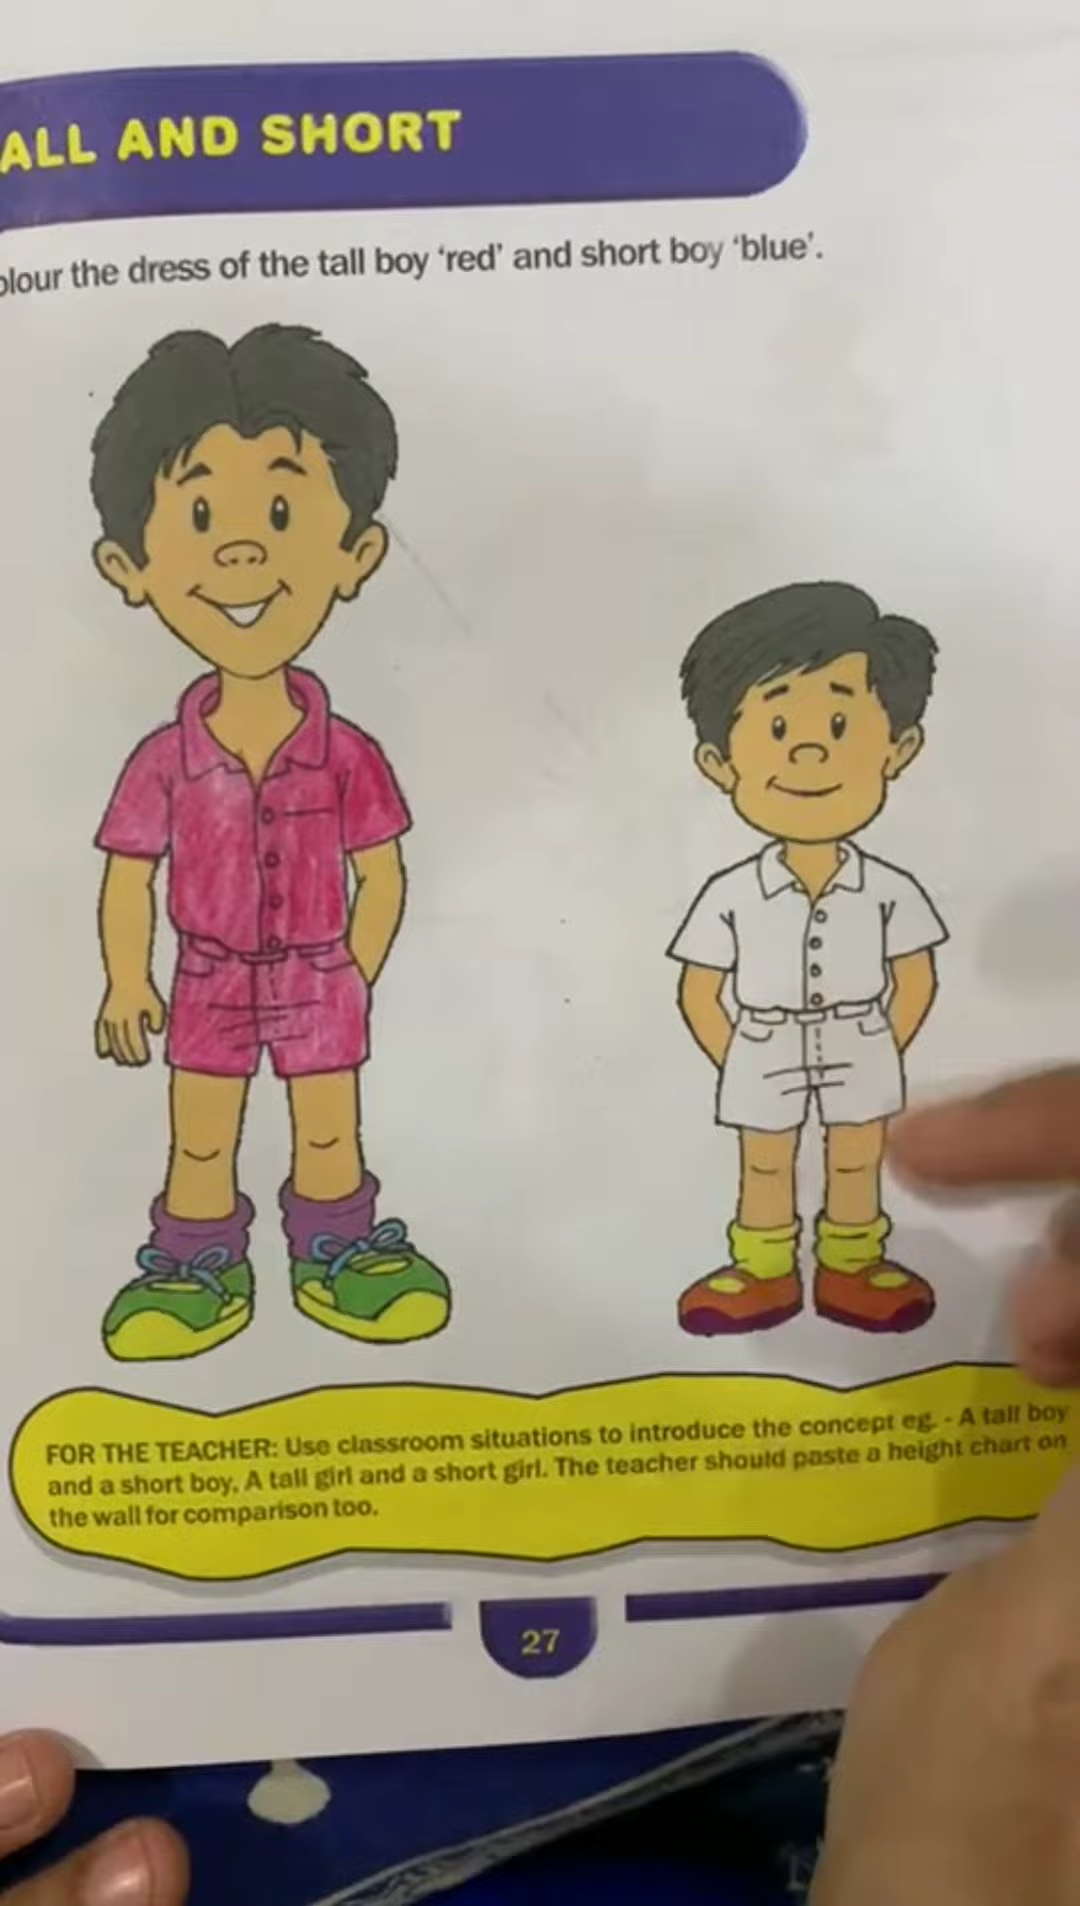 ALL AND SHORT
olour the dress of the tall boy ‘red’ and short boy ‘blue’.
FOR THE TEACHER: Use classroom situations to introduce the concept eg. - A tall boy
and a short boy. A tall girl and a short girl. The teacher should paste a height chart on
the wall for comparison too.
27